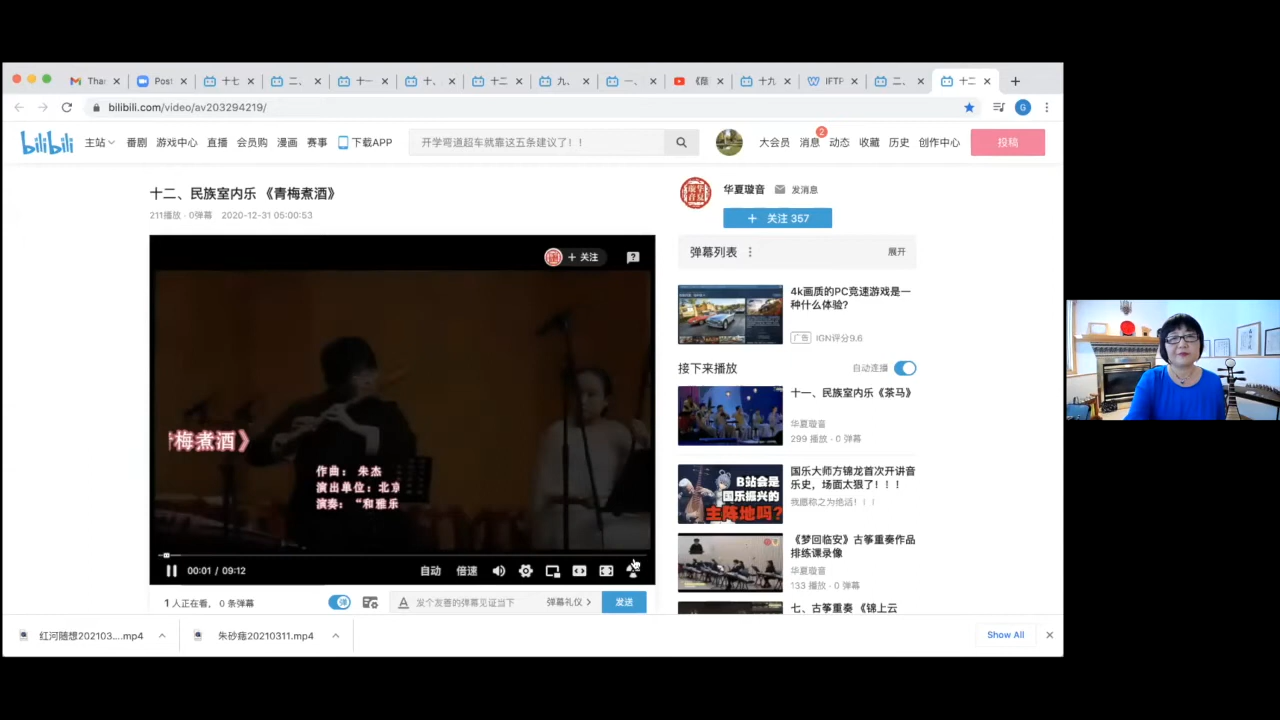 Thar
Post
十七
二、
十一
十、
十二
九、
一、
《酷
十九
IFTP
二、
十二
bilibili.com/video/av203294219/
G
bilibili
主站
番剧
游戏中心
直播
会员购
漫画
赛事
下载APP
开学弯道超车就靠这五条建议了！！
大会员
消息
2
动态
收藏
历史
创作中心
投稿
十二、民族室内乐 《青梅煮酒》
211播放 · 0弹幕 2020-12-31 05:00:53
华夏璇音
发消息
+ 关注 357
弹幕列表
展开
+ 关注
梅煮酒》
作曲： 朱杰
演出单位：北京
演奏：“和雅乐
00:01 / 09:12
自动
倍速
1 人正在看， 0 条弹幕
弹
发个友善的弹幕见证当下
弹幕礼仪
发送
4k画质的PC竞速游戏是一
种什么体验？
广告
IGN评分9.6
接下来播放
自动连播
十一、民族室内乐《茶马》
华夏璇音
299 播放 · 0 弹幕
B站会是
国乐振兴的
主阵地吗?
国乐大师方锦龙首次开讲音
乐史，场面太狠了！！！
我愿称之为绝活！！
《梦回临安》古筝重奏作品
排练课录像
华夏璇音
133 播放 · 0 弹幕
七、古筝重奏 《锦上云
红河随想202103....mp4
朱砂痣20210311.mp4
Show All